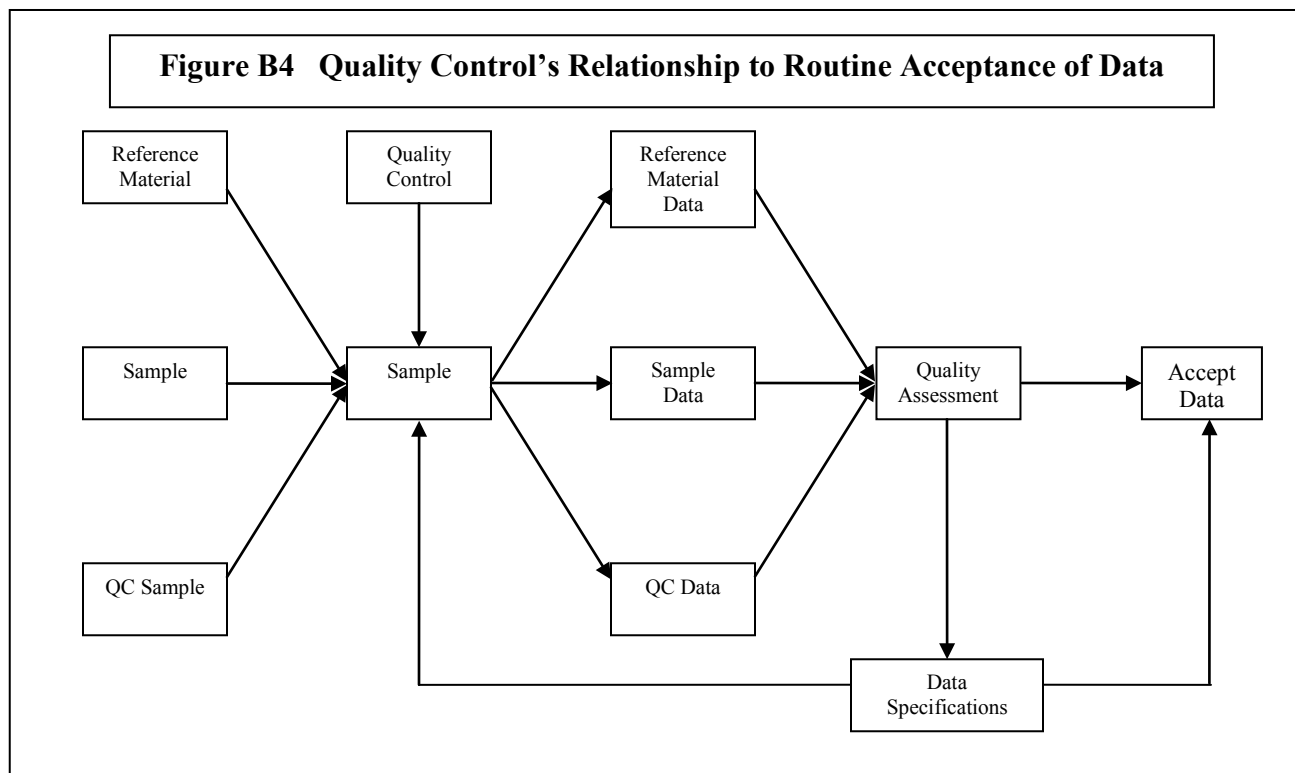 Figure B4 Quality Control’s Relationship to Routine Acceptance of Data
Reference
Material
Quality
Control
Reference
Material
Data
Sample
Sample
Sample
Data
Quality
Assessment
Accept
Data
QC Sample
QC Data
Data
Specifications